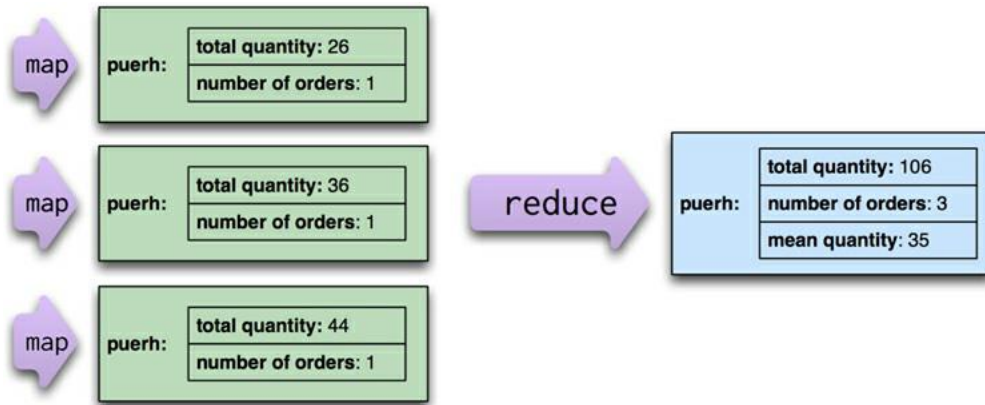 map
puerh:
total quantity: 26
number of orders: 1
map
puerh:
total quantity: 36
number of orders: 1
map
puerh:
total quantity: 44
number of orders: 1
reduce
puerh:
total quantity: 106
number of orders: 3
mean quantity: 35